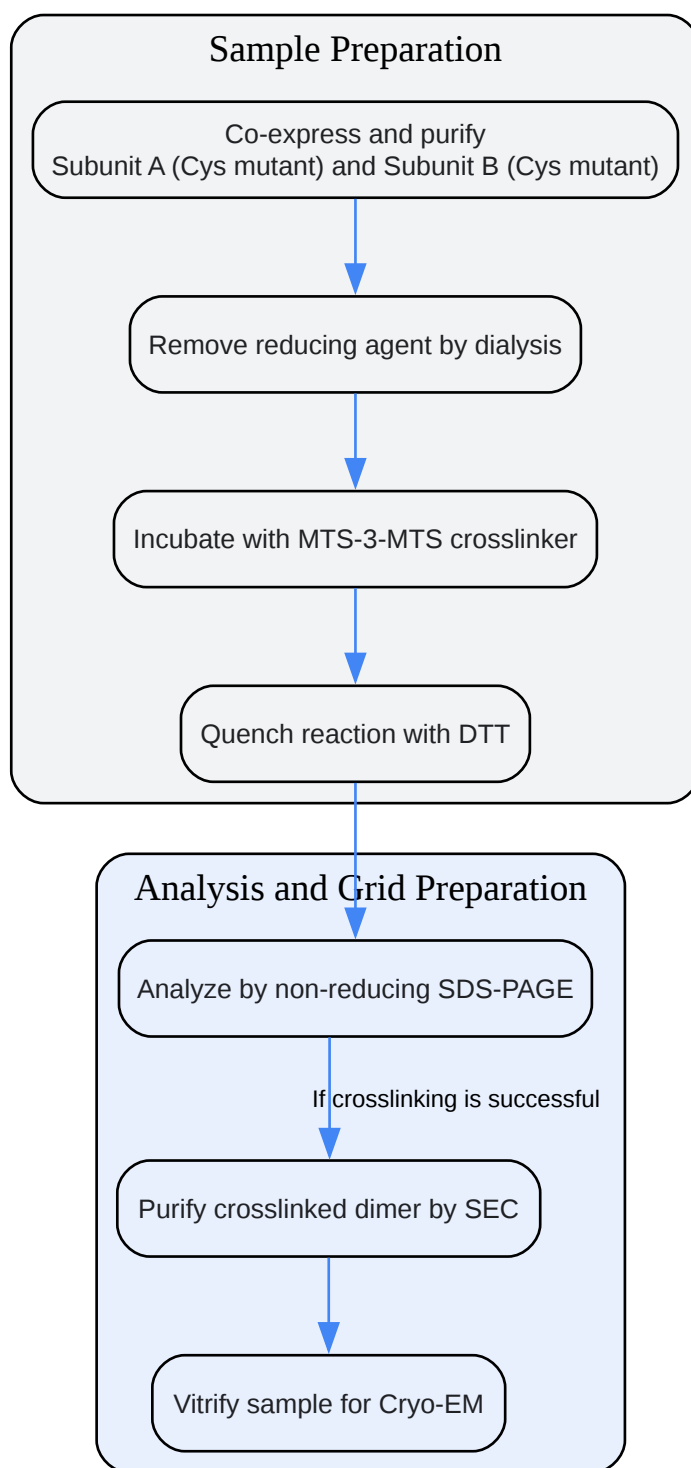 Sample Preparation
Co-express and purify
Subunit A (Cys mutant) and Subunit B (Cys mutant)
Remove reducing agent by dialysis
Incubate with MTS-3-MTS crosslinker
Quench reaction with DTT
Analysis and Grid Preparation
Analyze by non-reducing SDS-PAGE
If crosslinking is successful
Purify crosslinked dimer by SEC
Vitrify sample for Cryo-EM